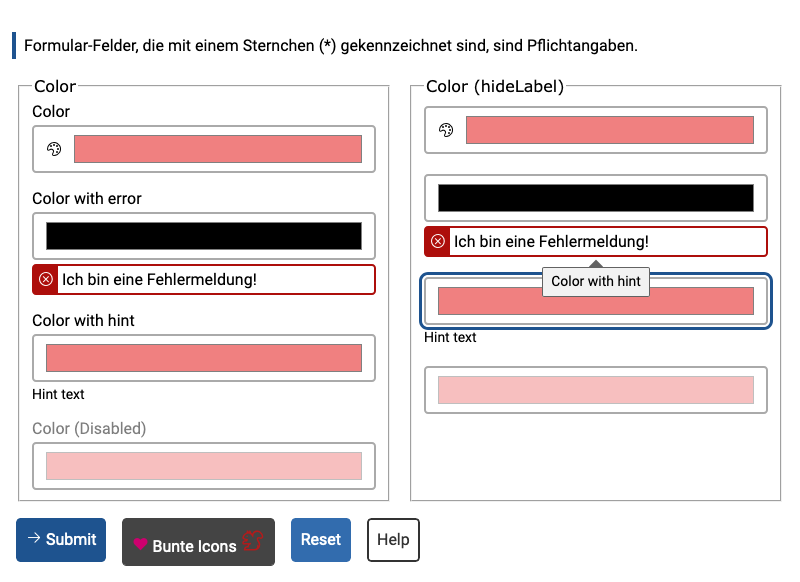 Formular-Felder, die mit einem Sternchen (*) gekennzeichnet sind, sind Pflichtangaben.
Color
Color
Color with error
Ich bin eine Fehlermeldung!
Color with hint
Hint text
Color (Disabled)
Color (hideLabel)
Ich bin eine Fehlermeldung!
Color with hint
Hint text
Submit
Bunte Icons
Reset
Help